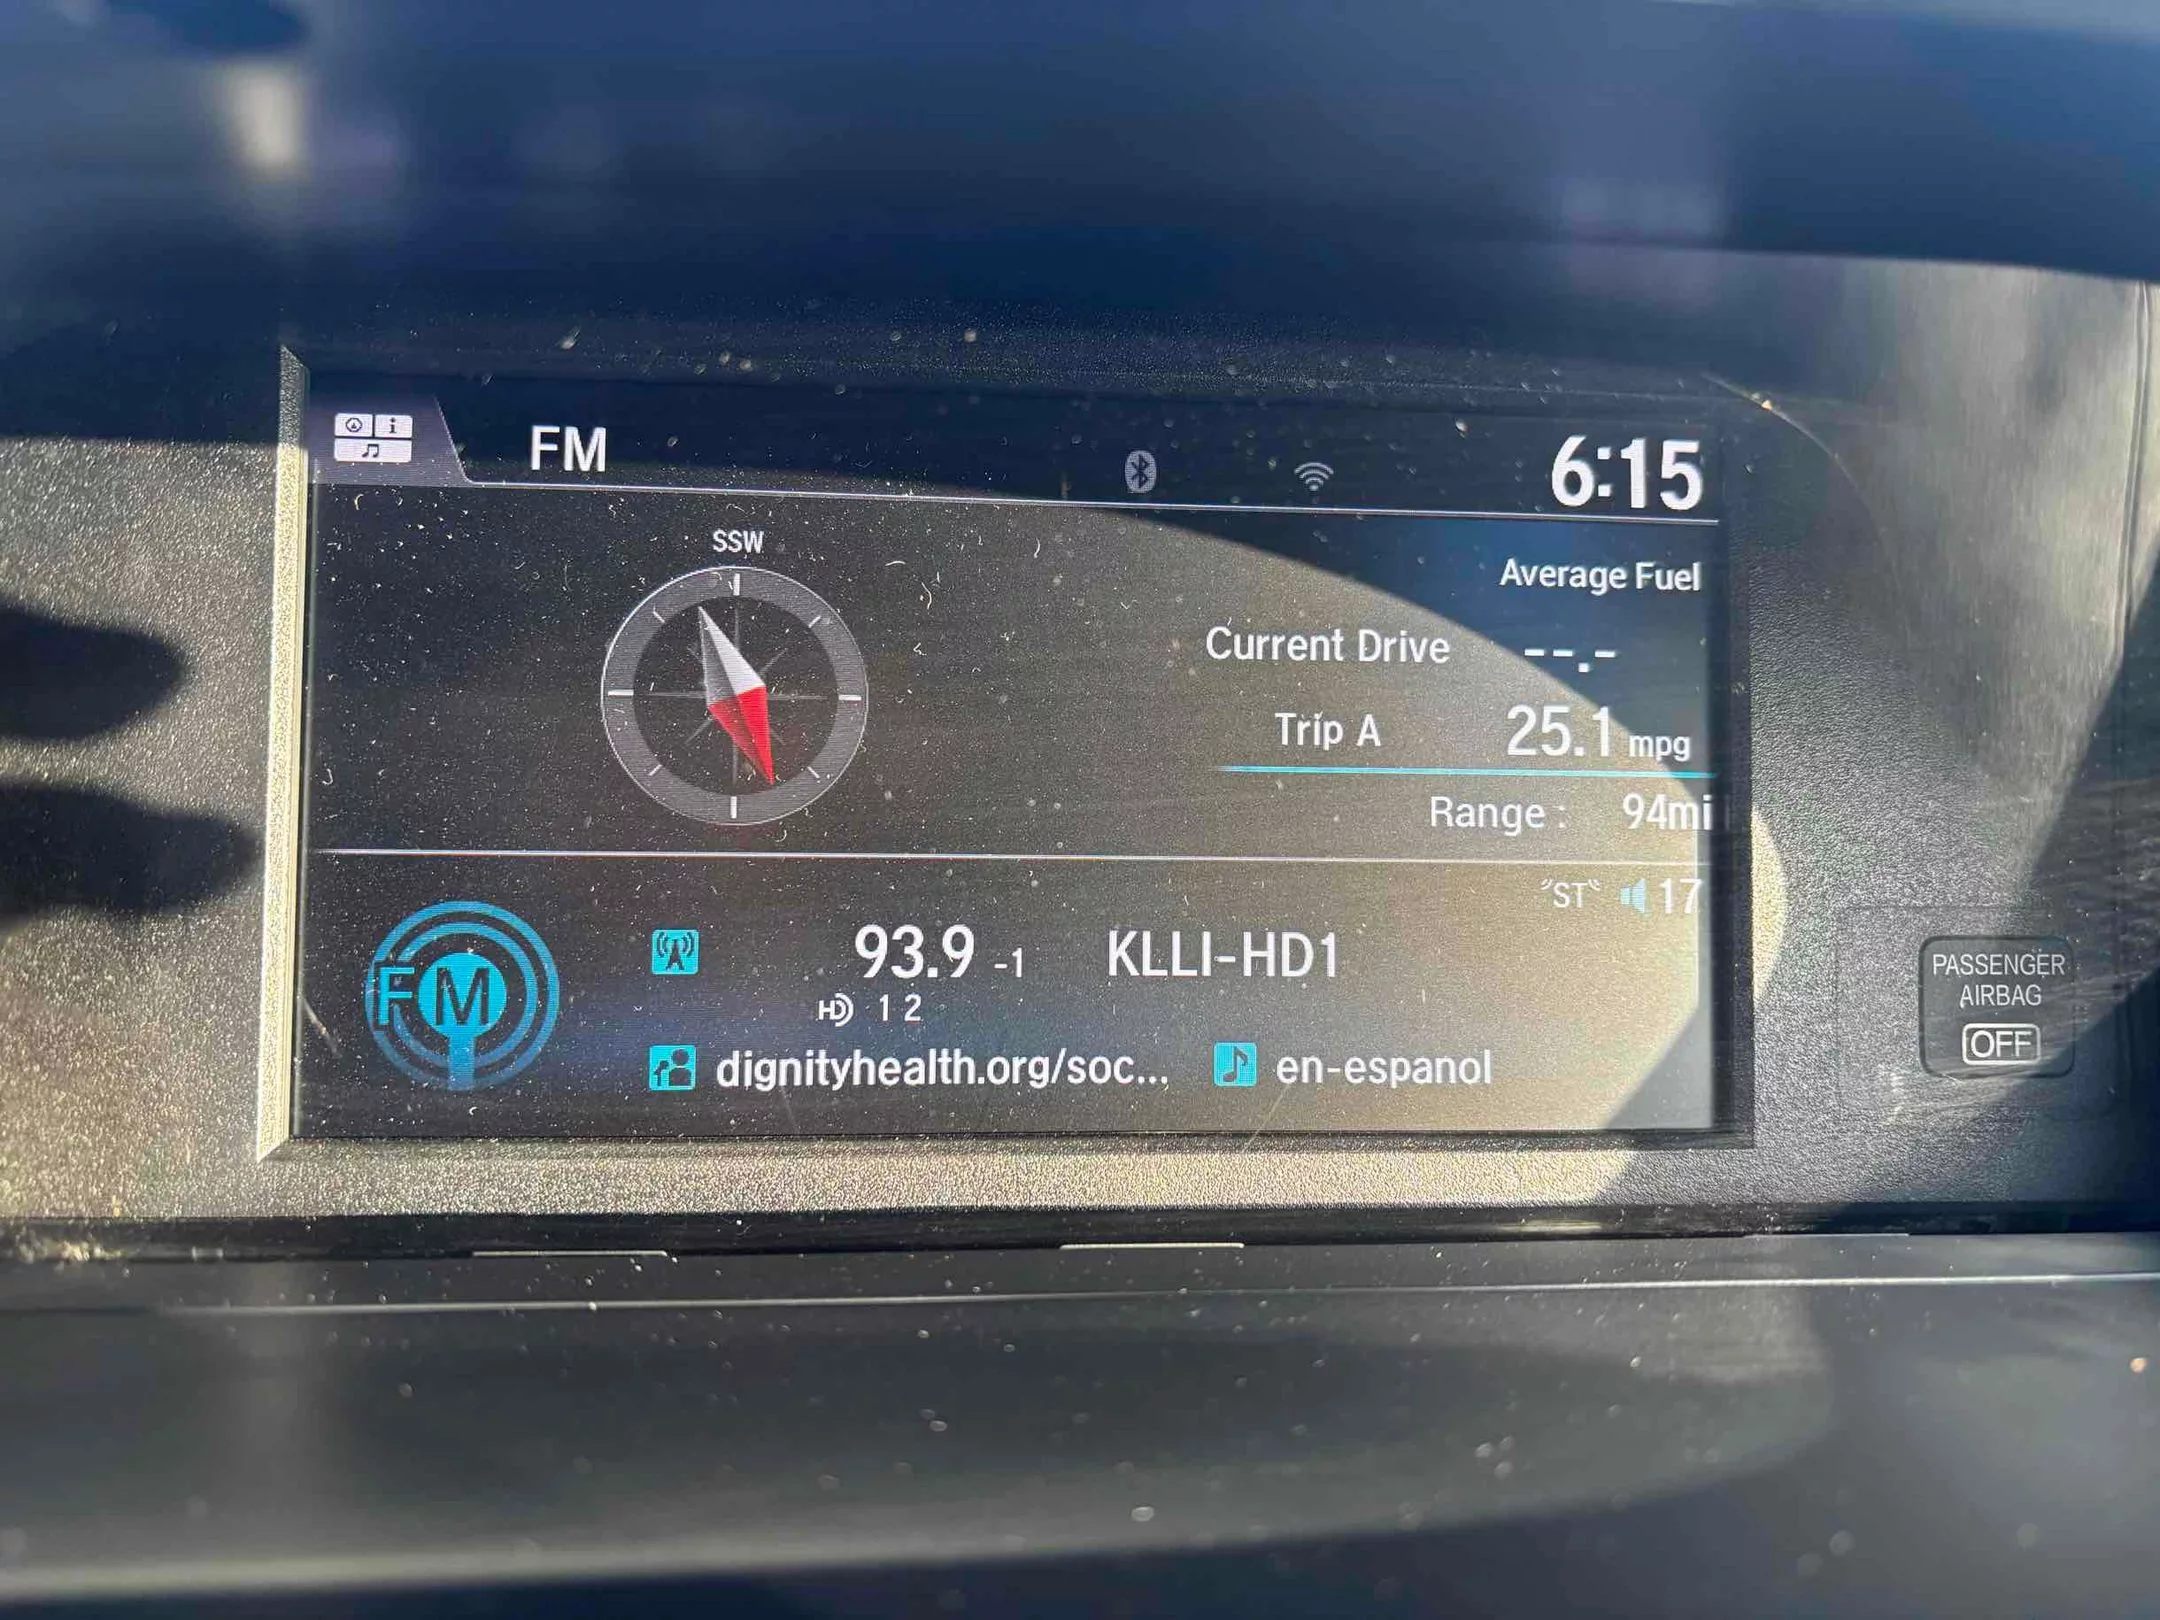 FM 6:15
SSW
Average Fuel
Current Drive --.-
Trip A 25.1 mpg
Range : 94mi
"ST" 17
FM 93.9 -1 KLLI-HD1
HD 1 2
dignityhealth.org/soc... en-espanol
PASSENGER
AIRBAG
OFF